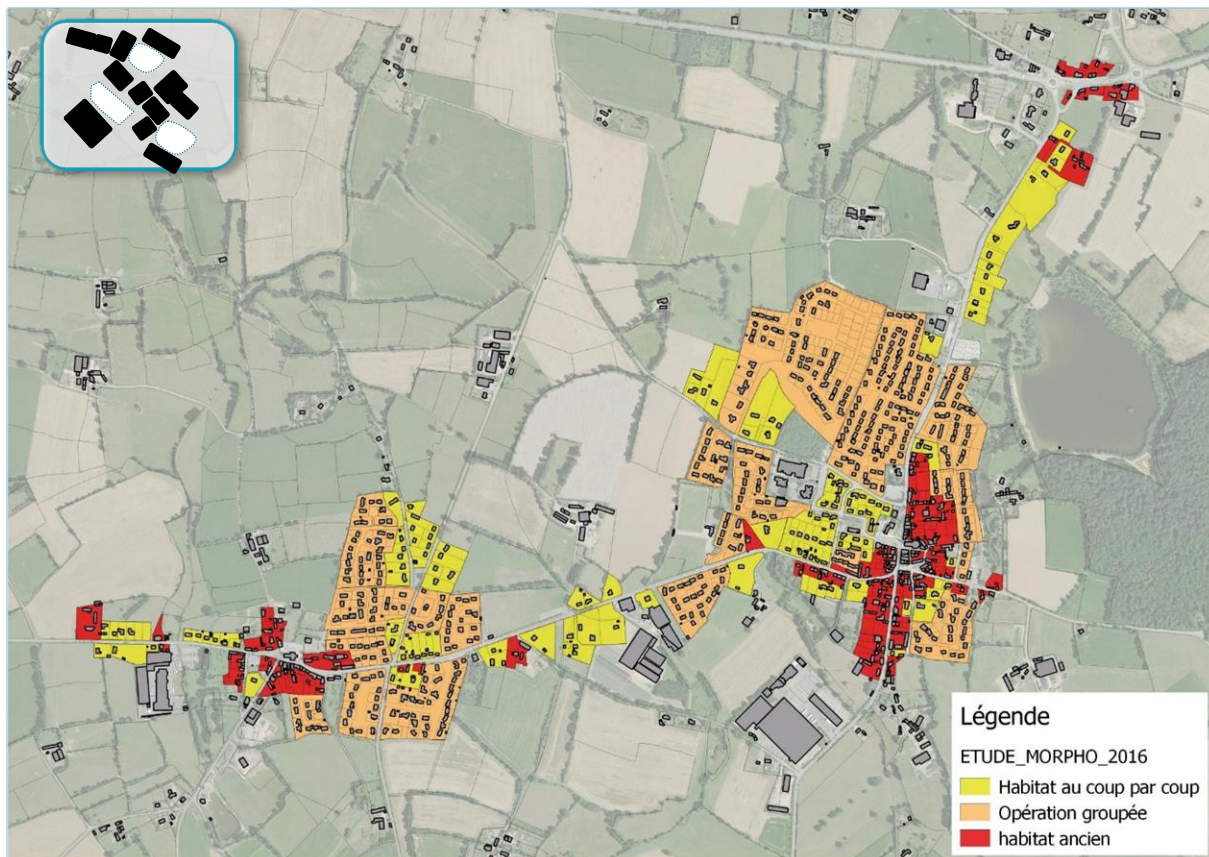 Légende
ETUDE_MORPHO_2016
Habitat au coup par coup
Opération groupée
habitat ancien